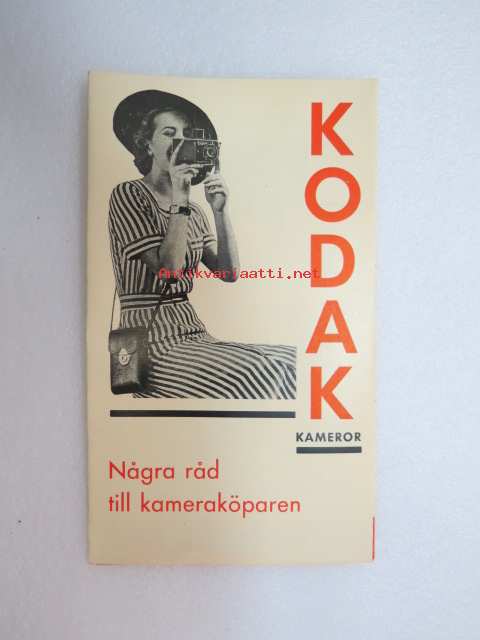 KODAK
KAMEROR
Några råd
till kameraköparen
Antikvariaatti.net